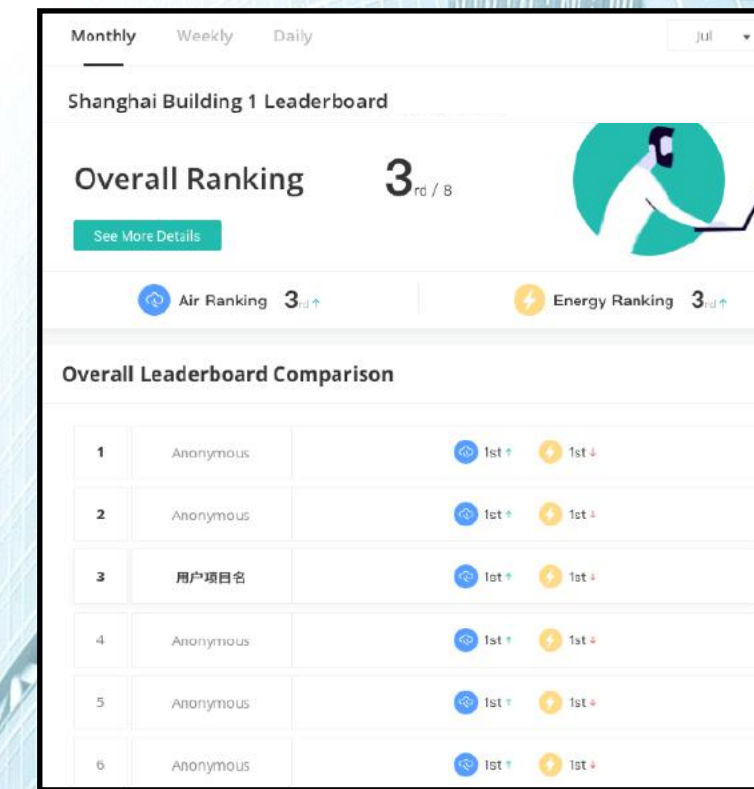 Monthly Weekly Daily Jul
Shanghai Building 1 Leaderboard
Overall Ranking 3rd / 8
See More Details
Air Ranking 3rd ↑ Energy Ranking 3rd ↑
Overall Leaderboard Comparison
1 Anonymous 1st ↑ 1st ↓
2 Anonymous 1st ↑ 1st ↓
3 用户项目名 1st ↑ 1st ↓
4 Anonymous 1st ↑ 1st ↓
5 Anonymous 1st ↑ 1st ↓
6 Anonymous 1st ↑ 1st ↓